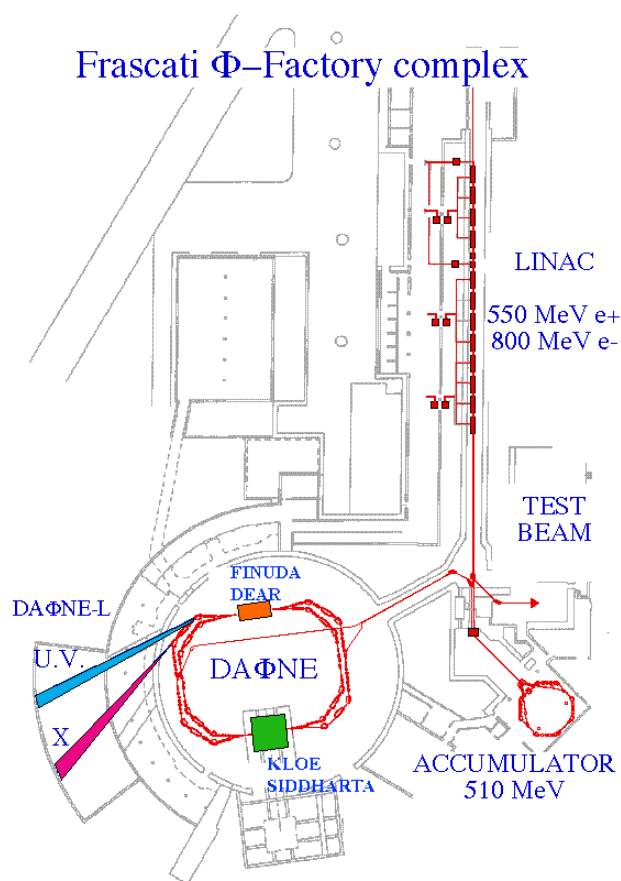 Frascati Φ–Factory complex
LINAC
550 MeV e+
800 MeV e-
TEST
BEAM
FINUDA
DEAR
DAΦNE-L
U.V.
DAΦNE
X
KLOE
SIDDHARTA
ACCUMULATOR
510 MeV